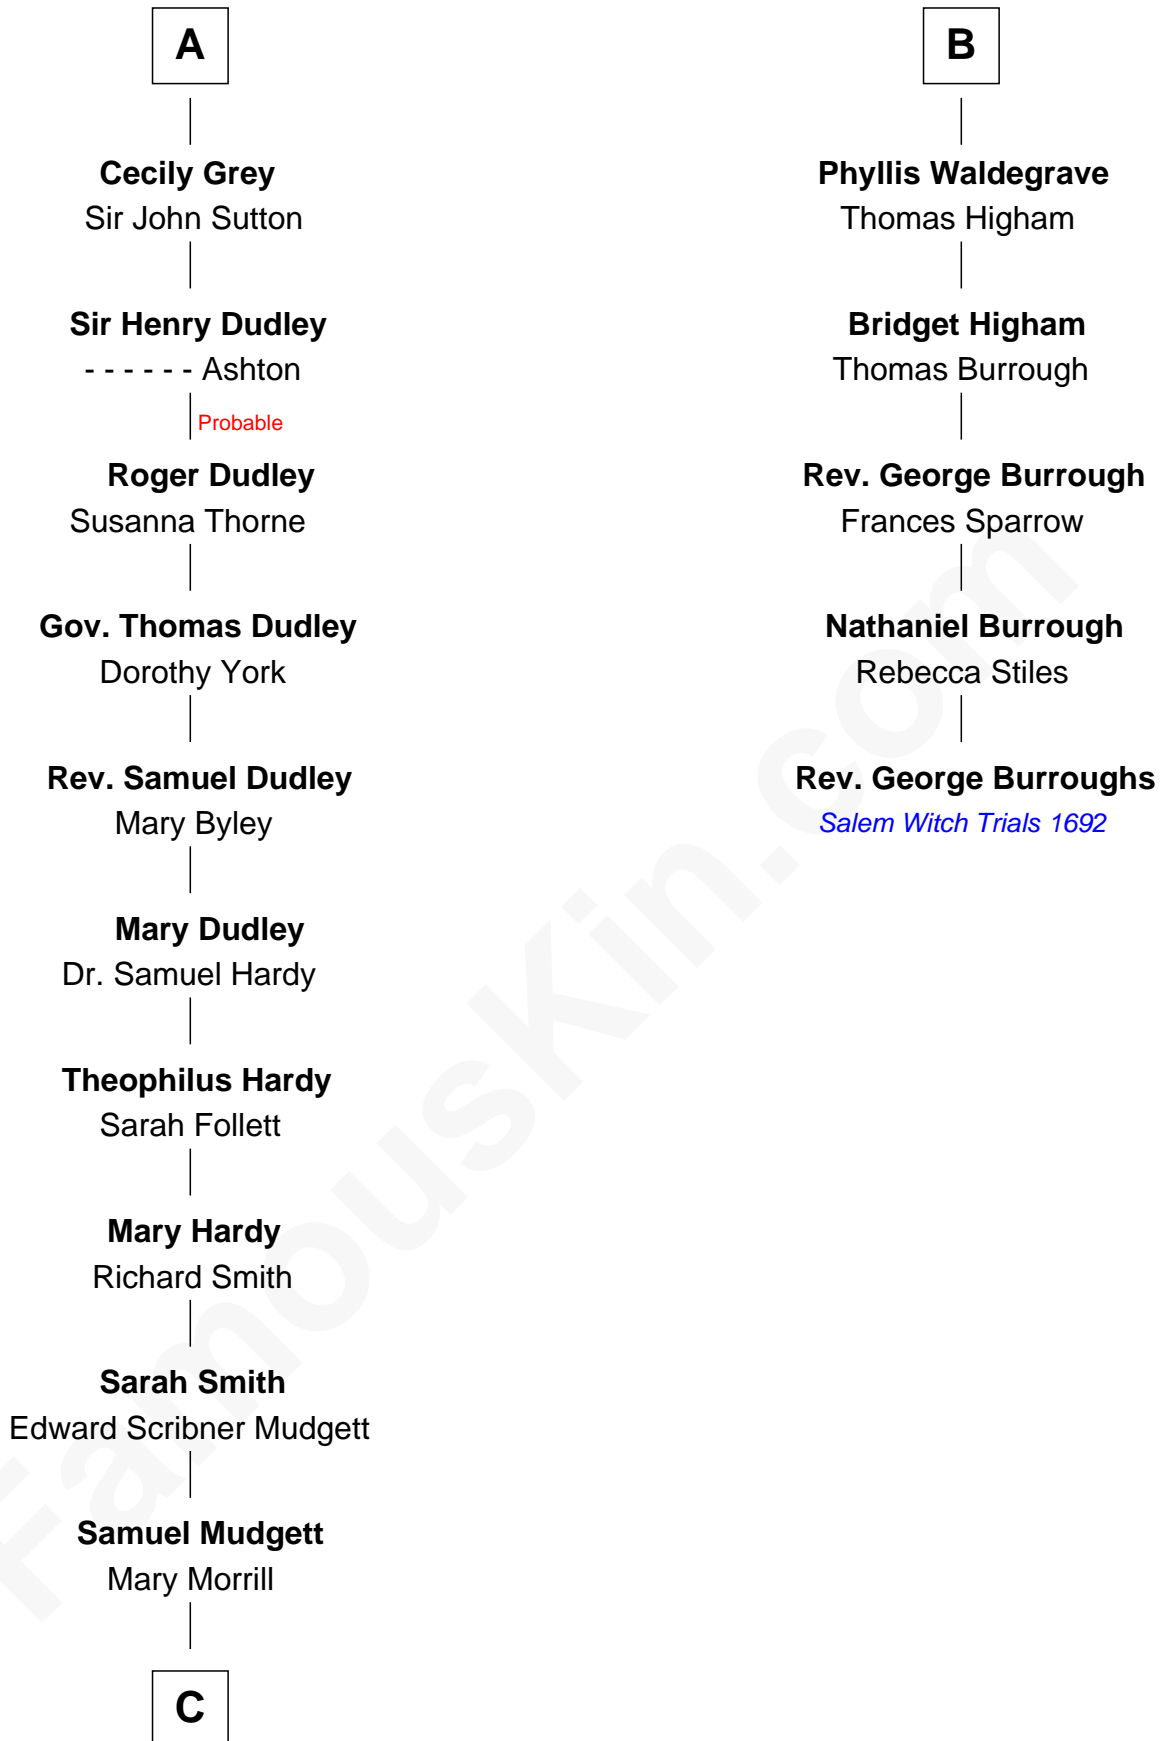 A
Cecily Grey
Sir John Sutton
Sir Henry Dudley
- - - - - - Ashton
Probable
Roger Dudley
Susanna Thorne
Gov. Thomas Dudley
Dorothy York
Rev. Samuel Dudley
Mary Byley
Mary Dudley
Dr. Samuel Hardy
Theophilus Hardy
Sarah Follett
Mary Hardy
Richard Smith
Sarah Smith
Edward Scribner Mudgett
Samuel Mudgett
Mary Morrill
C
B
Phyllis Waldegrave
Thomas Higham
Bridget Higham
Thomas Burrough
Rev. George Burrough
Frances Sparrow
Nathaniel Burrough
Rebecca Stiles
Rev. George Burroughs
Salem Witch Trials 1692
FamousKin.com